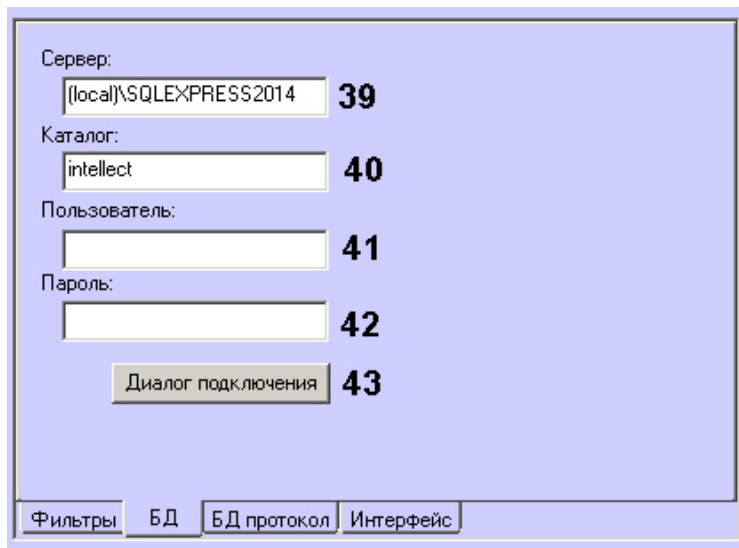 Сервер:
(local)\SQLEXPRESS2014 39
Каталог:
intellect 40
Пользователь:
41
Пароль:
42
Диалог подключения 43
Фильтры БД БД протокол Интерфейс